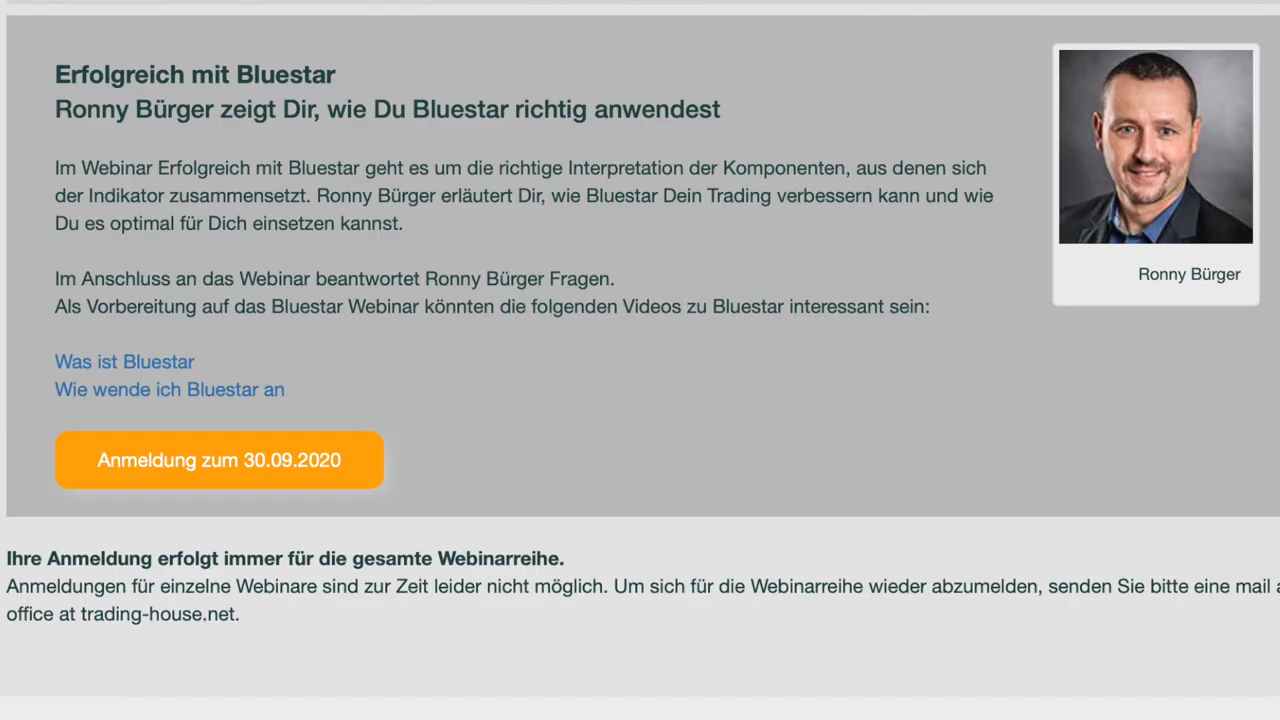 Erfolgreich mit Bluestar
Ronny Bürger zeigt Dir, wie Du Bluestar richtig anwendest
Im Webinar Erfolgreich mit Bluestar geht es um die richtige Interpretation der Komponenten, aus denen sich
der Indikator zusammensetzt. Ronny Bürger erläutert Dir, wie Bluestar Dein Trading verbessern kann und wie
Du es optimal für Dich einsetzen kannst.
Im Anschluss an das Webinar beantwortet Ronny Bürger Fragen.
Als Vorbereitung auf das Bluestar Webinar könnten die folgenden Videos zu Bluestar interessant sein:
Was ist Bluestar
Wie wende ich Bluestar an
Anmeldung zum 30.09.2020
Ronny Bürger
Ihre Anmeldung erfolgt immer für die gesamte Webinarreihe.
Anmeldungen für einzelne Webinare sind zur Zeit leider nicht möglich. Um sich für die Webinarreihe wieder abzumelden, senden Sie bitte eine mail
office at trading-house.net.